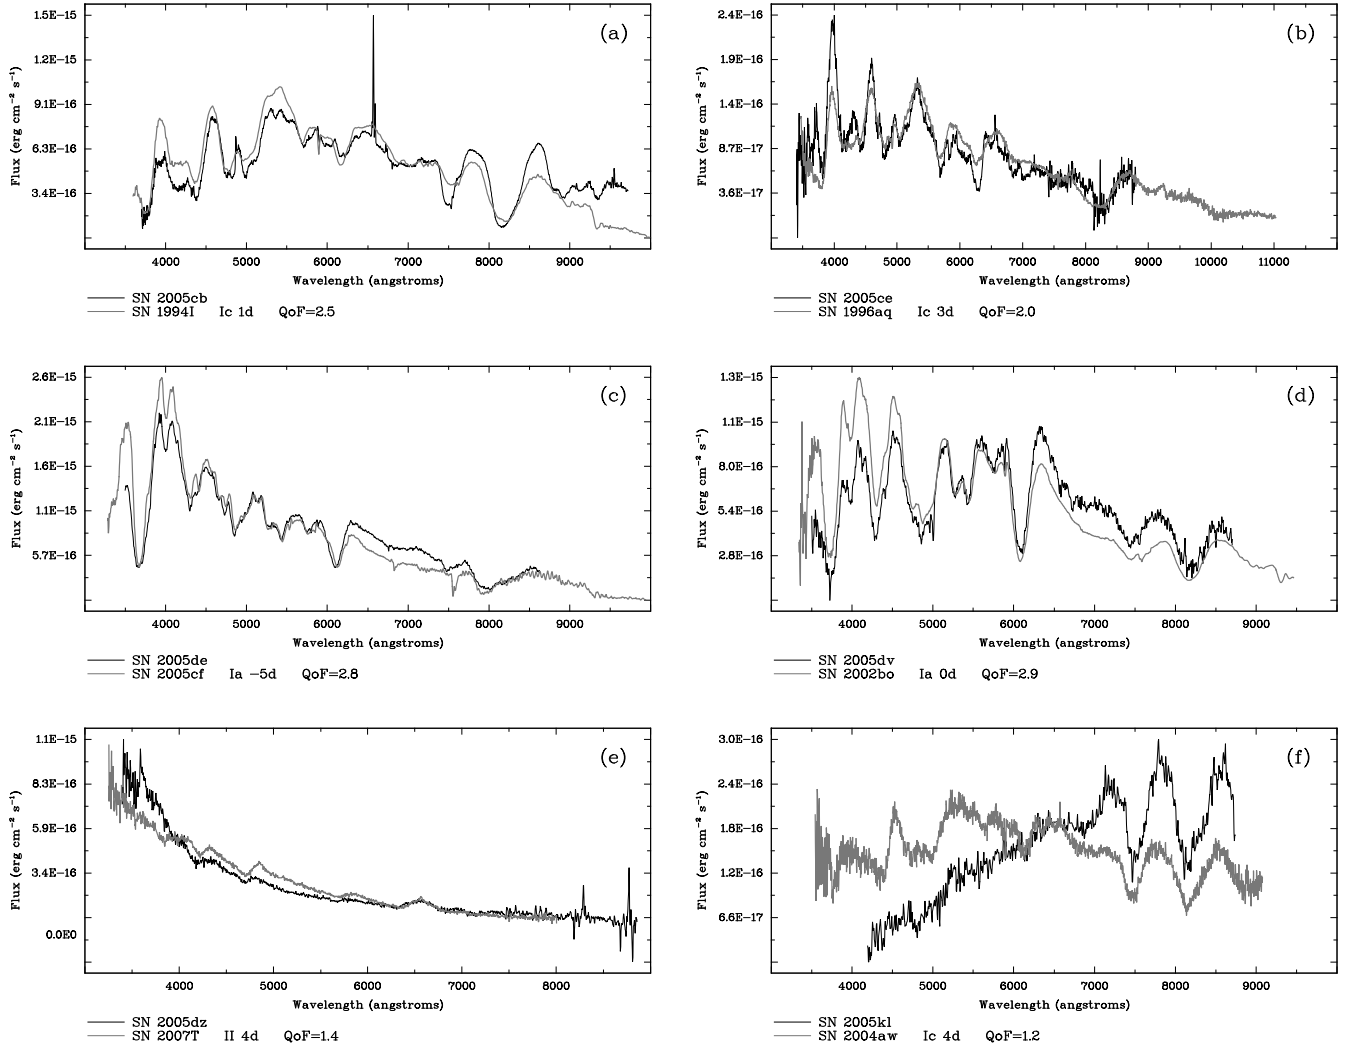 (a)
Flux (erg cm−2 s−1)
1.5E−15
1.2E−15
9.1E−16
6.3E−16
3.4E−16
4000 5000 6000 7000 8000 9000
Wavelength (angstroms)
SN 2005cb
SN 1994I Ic 1d QoF=2.5
(b)
Flux (erg cm−2 s−1)
2.4E−16
1.9E−16
1.4E−16
8.7E−17
3.6E−17
4000 5000 6000 7000 8000 9000 10000 11000
Wavelength (angstroms)
SN 2005ce
SN 1996aq Ic 3d QoF=2.0
(c)
Flux (erg cm−2 s−1)
2.6E−15
2.1E−15
1.6E−15
1.1E−15
5.7E−16
4000 5000 6000 7000 8000 9000
Wavelength (angstroms)
SN 2005de
SN 2005cf Ia −5d QoF=2.8
(d)
Flux (erg cm−2 s−1)
1.3E−15
1.1E−15
8.0E−16
5.4E−16
2.8E−16
4000 5000 6000 7000 8000 9000
Wavelength (angstroms)
SN 2005dv
SN 2002bo Ia 0d QoF=2.9
(e)
Flux (erg cm−2 s−1)
1.1E−15
8.3E−16
5.9E−16
3.4E−16
0.0E0
4000 5000 6000 7000 8000
Wavelength (angstroms)
SN 2005dz
SN 2007T II 4d QoF=1.4
(f)
Flux (erg cm−2 s−1)
3.0E−16
2.4E−16
1.8E−16
1.2E−16
6.6E−17
4000 5000 6000 7000 8000 9000
Wavelength (angstroms)
SN 2005kl
SN 2004aw Ic 4d QoF=1.2